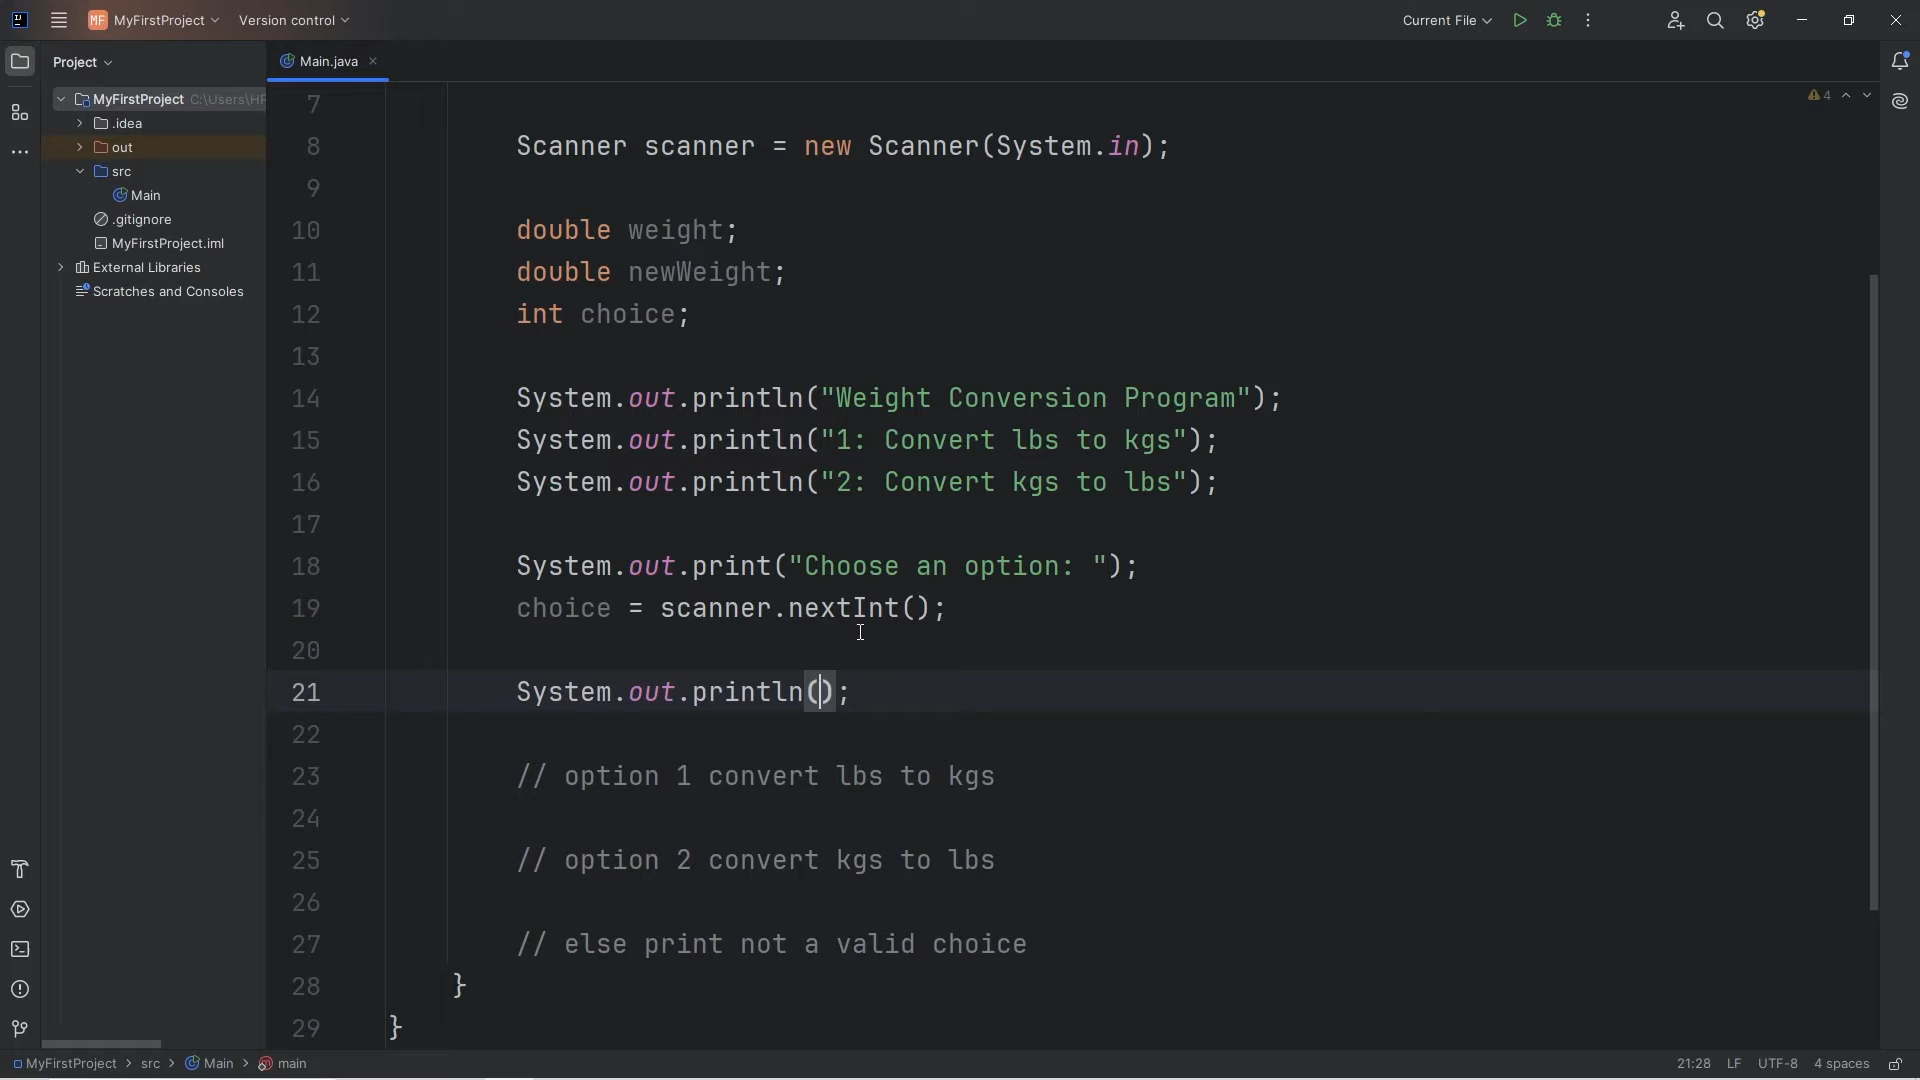 MF MyFirstProject Version control Current File
Project Main.java
MyFirstProject C:\Users\HP
.idea
out
src
Main
.gitignore
MyFirstProject.iml
External Libraries
Scratches and Consoles
4
7
8 Scanner scanner = new Scanner(System.in);
9
10 double weight;
11 double newWeight;
12 int choice;
13
14 System.out.println("Weight Conversion Program");
15 System.out.println("1: Convert lbs to kgs");
16 System.out.println("2: Convert kgs to lbs");
17
18 System.out.print("Choose an option: ");
19 choice = scanner.nextInt();
20
21 System.out.println();
22
23 // option 1 convert lbs to kgs
24
25 // option 2 convert kgs to lbs
26
27 // else print not a valid choice
28 }
29 }
MyFirstProject > src > Main > main 21:28 LF UTF-8 4 spaces